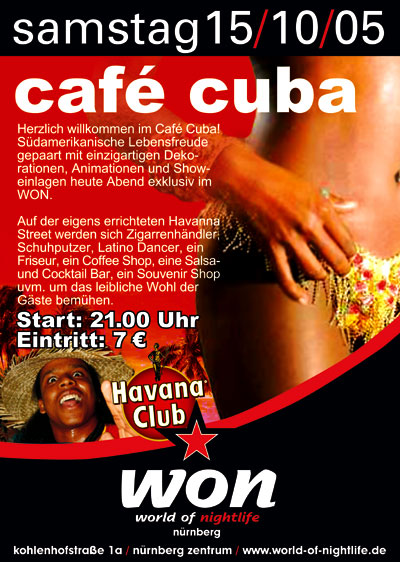 samstag15/10/05
café cuba
Herzlich willkommen im Café Cuba!
Südamerikanische Lebensfreude
gepaart mit einzigartigen Deko-
rationen, Animationen und Show-
einlagen heute Abend exklusiv im
WON.
Auf der eigens errichteten Havanna
Street werden sich Zigarrenhändler,
Schuhputzer, Latino Dancer, ein
Friseur, ein Coffee Shop, eine Salsa-
und Cocktail Bar, ein Souvenir Shop
uvm. um das leibliche Wohl der
Gäste bemühen.
Start: 21.00 Uhr
Eintritt: 7 €
Havana
Club
won
world of nightlife
nürnberg
kohlenhofstraße 1a / nürnberg zentrum / www.world-of-nightlife.de